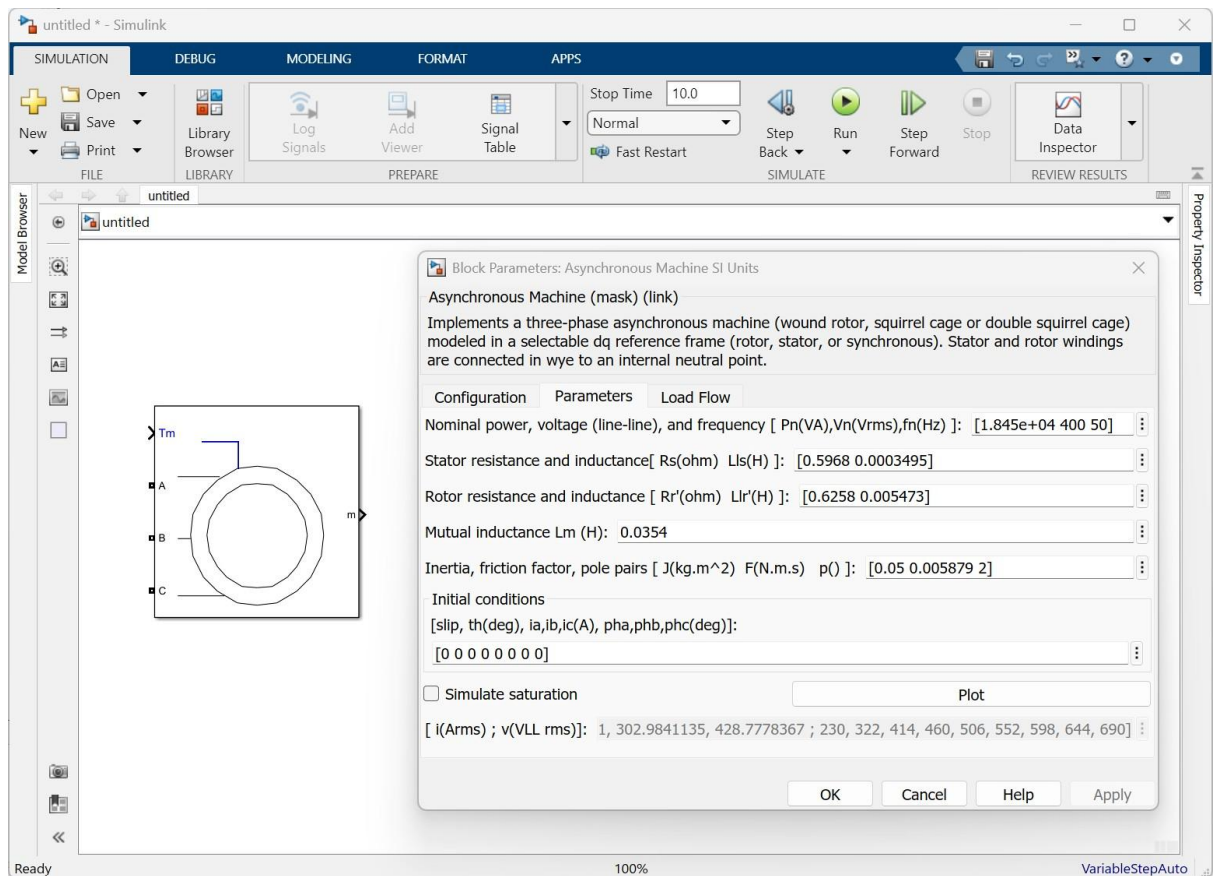 untitled * - Simulink
SIMULATION DEBUG MODELING FORMAT APPS
New
Open
Save
Print
FILE
Library Browser
LIBRARY
Log Signals
Add Viewer
Signal Table
PREPARE
Stop Time 10.0
Normal
Fast Restart
Step Back
Run
Step Forward
Stop
SIMULATE
Data Inspector
REVIEW RESULTS
Model Browser
untitled
untitled
Property Inspector
Tm
A
B
C
m
Block Parameters: Asynchronous Machine SI Units
Asynchronous Machine (mask) (link)
Implements a three-phase asynchronous machine (wound rotor, squirrel cage or double squirrel cage)
modeled in a selectable dq reference frame (rotor, stator, or synchronous). Stator and rotor windings
are connected in wye to an internal neutral point.
Configuration Parameters Load Flow
Nominal power, voltage (line-line), and frequency [ Pn(VA),Vn(Vrms),fn(Hz) ]: [1.845e+04 400 50]
Stator resistance and inductance[ Rs(ohm) Lls(H) ]: [0.5968 0.0003495]
Rotor resistance and inductance [ Rr'(ohm) Llr'(H) ]: [0.6258 0.005473]
Mutual inductance Lm (H): 0.0354
Inertia, friction factor, pole pairs [ J(kg.m^2) F(N.m.s) p() ]: [0.05 0.005879 2]
Initial conditions
[slip, th(deg), ia,ib,ic(A), pha,phb,phc(deg)]:
[0 0 0 0 0 0 0 0]
Simulate saturation
Plot
[ i(Arms) ; v(VLL rms)]: 1, 302.9841135, 428.7778367 ; 230, 322, 414, 460, 506, 552, 598, 644, 690]
OK Cancel Help Apply
Ready 100% VariableStepAuto